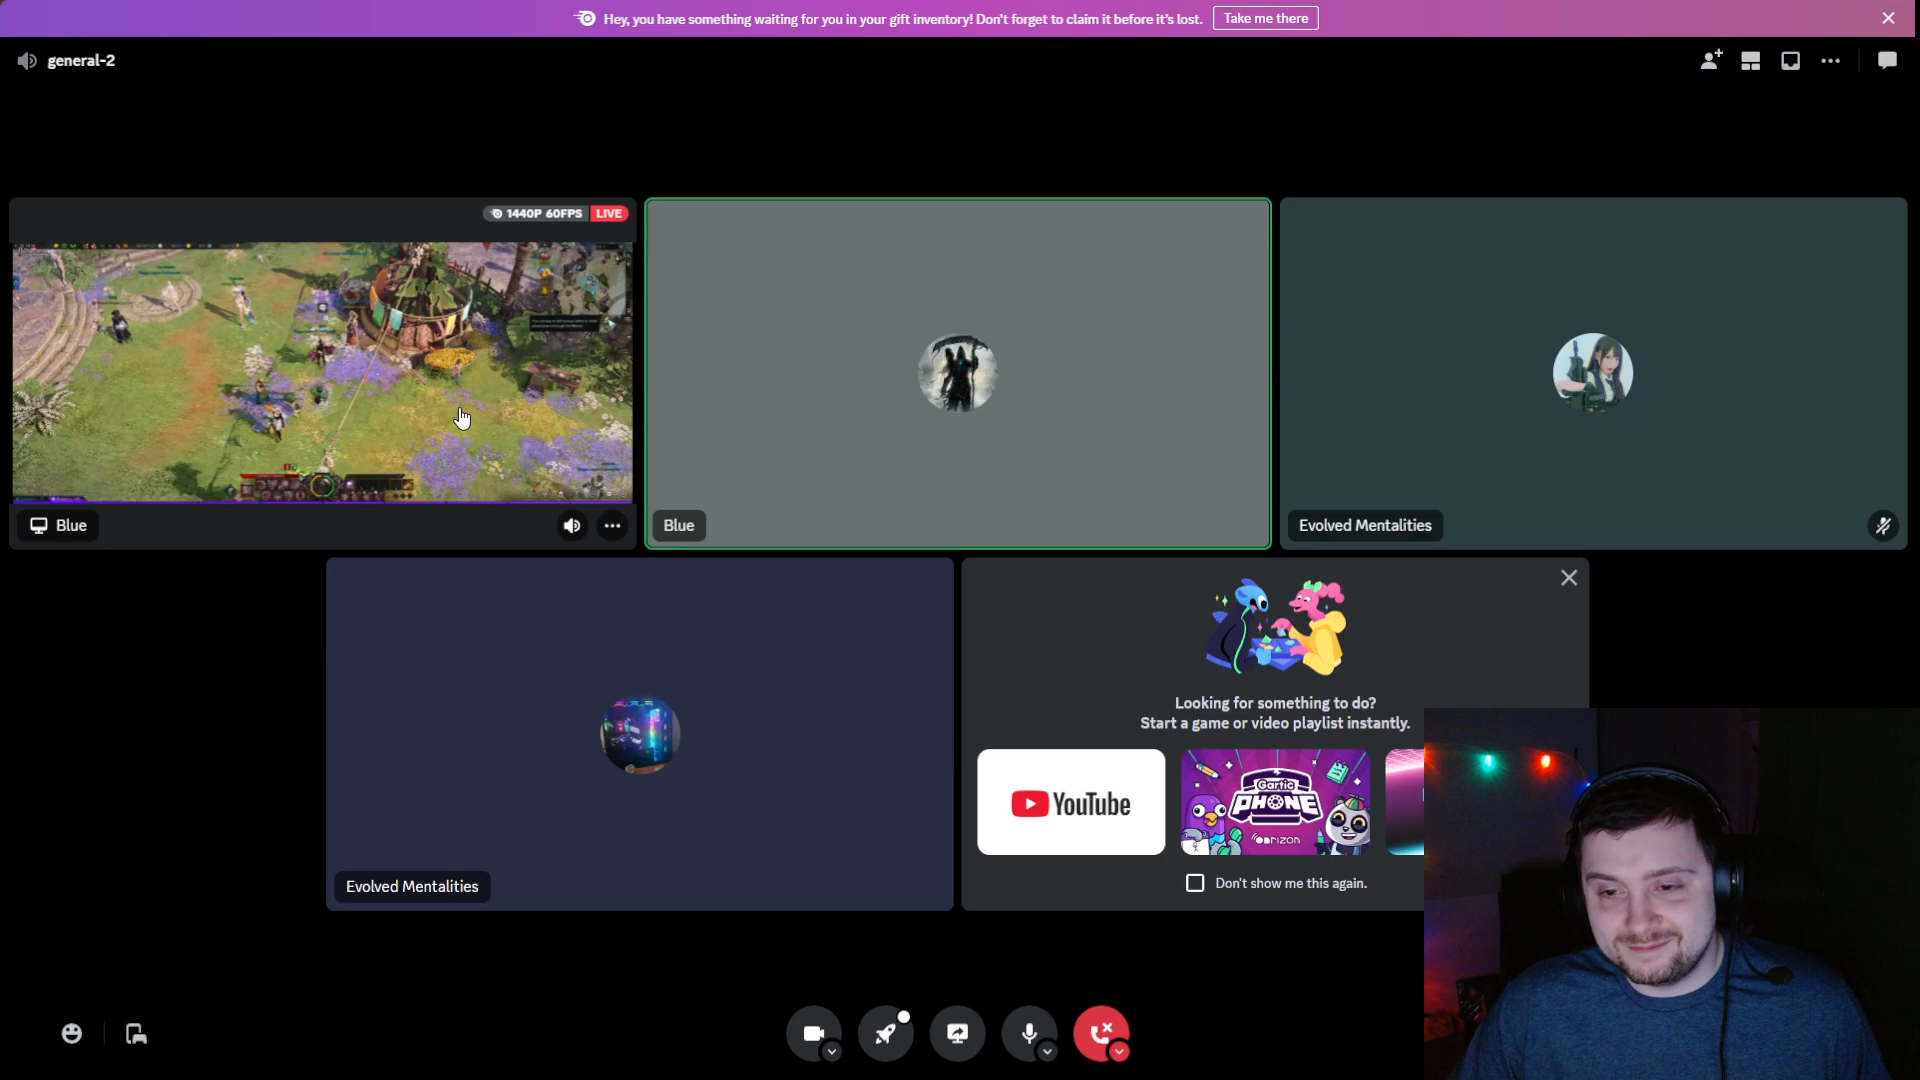 Hey, you have something waiting for you in your gift inventory! Don't forget to claim it before it's lost.
Take me there
general-2
1440P 60FPS
LIVE
Blue
Blue
Evolved Mentalities
Evolved Mentalities
Looking for something to do?
Start a game or video playlist instantly.
YouTube
Gartic
PHONE
Don't show me this again.